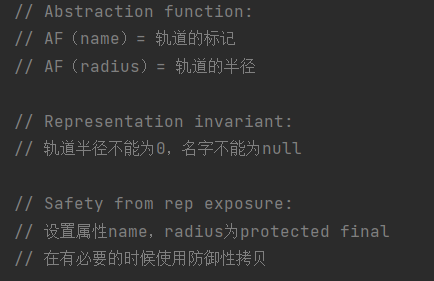 // Abstraction function:
// AF（name）= 轨道的标记
// AF（radius）= 轨道的半径
// Representation invariant:
// 轨道半径不能为0，名字不能为null
// Safety from rep exposure:
// 设置属性name，radius为protected final
// 在有必要的时候使用防御性拷贝